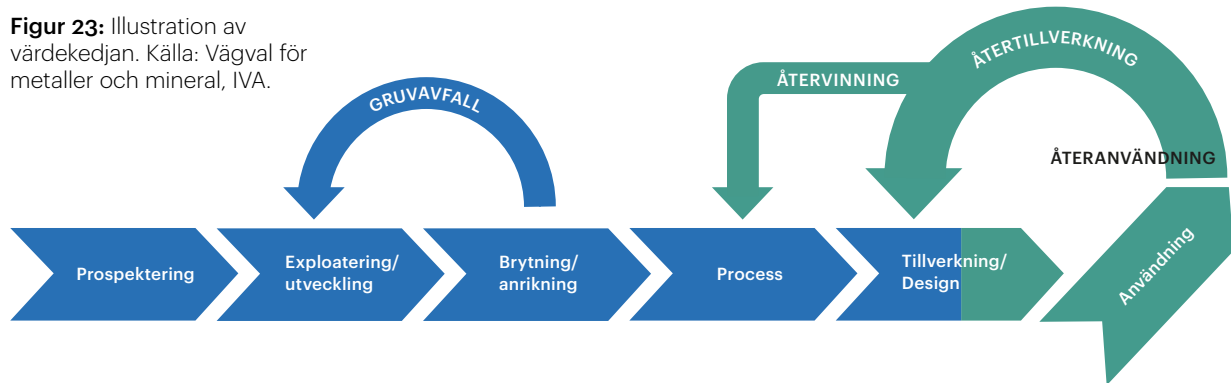 Figur 23: Illustration av
värdekedjan. Källa: Vägval för
metaller och mineral, IVA.
GRUVAVFALL
ÅTERVINNING
ÅTERTILLVERKNING
ÅTERANVÄNDNING
Prospektering
Exploatering/
utveckling
Brytning/
anrikning
Process
Tillverkning/
Design
Användning